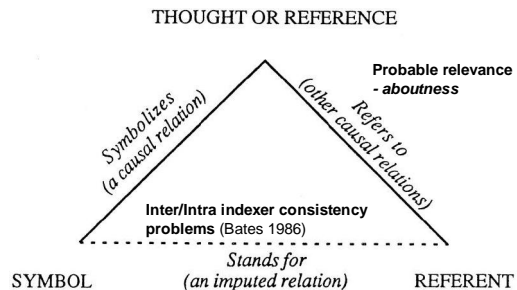 THOUGHT OR REFERENCE
Probable relevance
- aboutness
Symbolizes
(a causal relation)
Refers to
(other causal relations)
Inter/Intra indexer consistency
problems (Bates 1986)
Stands for
(an imputed relation)
SYMBOL
REFERENT